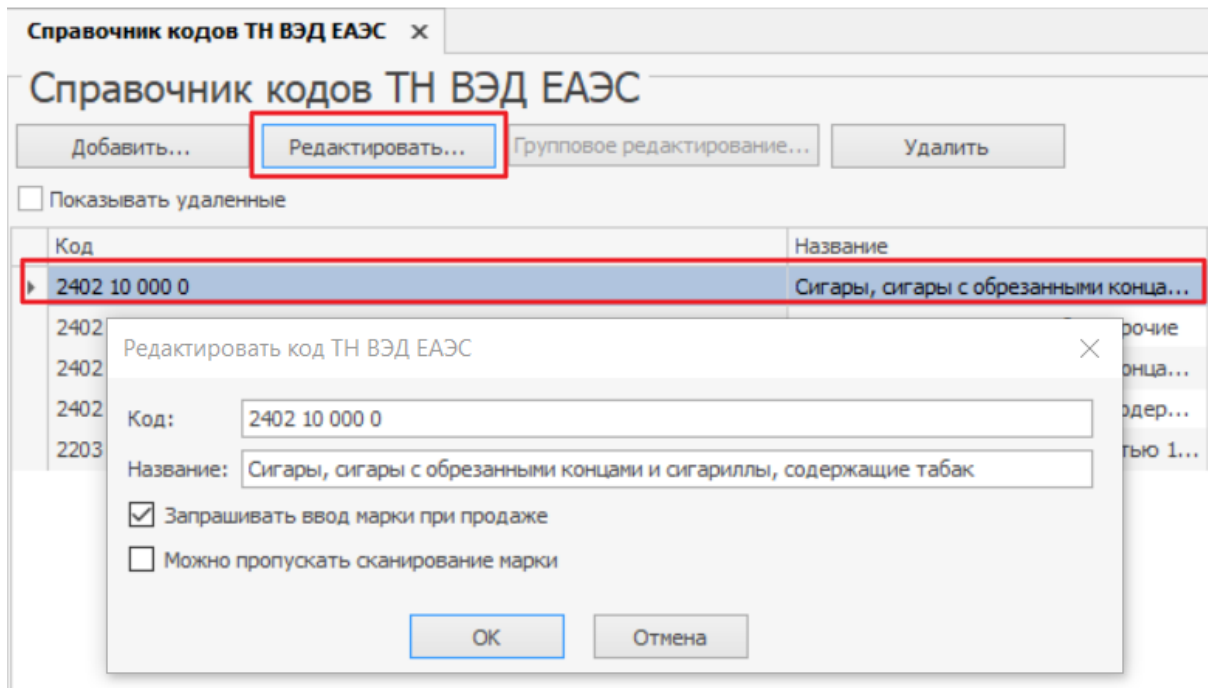 Справочник кодов ТН ВЭД ЕАЭС
Справочник кодов ТН ВЭД ЕАЭС
Добавить... Редактировать... Групповое редактирование... Удалить
Показывать удаленные
Код Название
2402 10 000 0 Сигары, сигары с обрезанными конца...
2402
2402
2402
2203 1...
Редактировать код ТН ВЭД ЕАЭС
Код: 2402 10 000 0
Название: Сигары, сигары с обрезанными концами и сигариллы, содержащие табак
Запрашивать ввод марки при продаже
Можно пропускать сканирование марки
OK Отмена